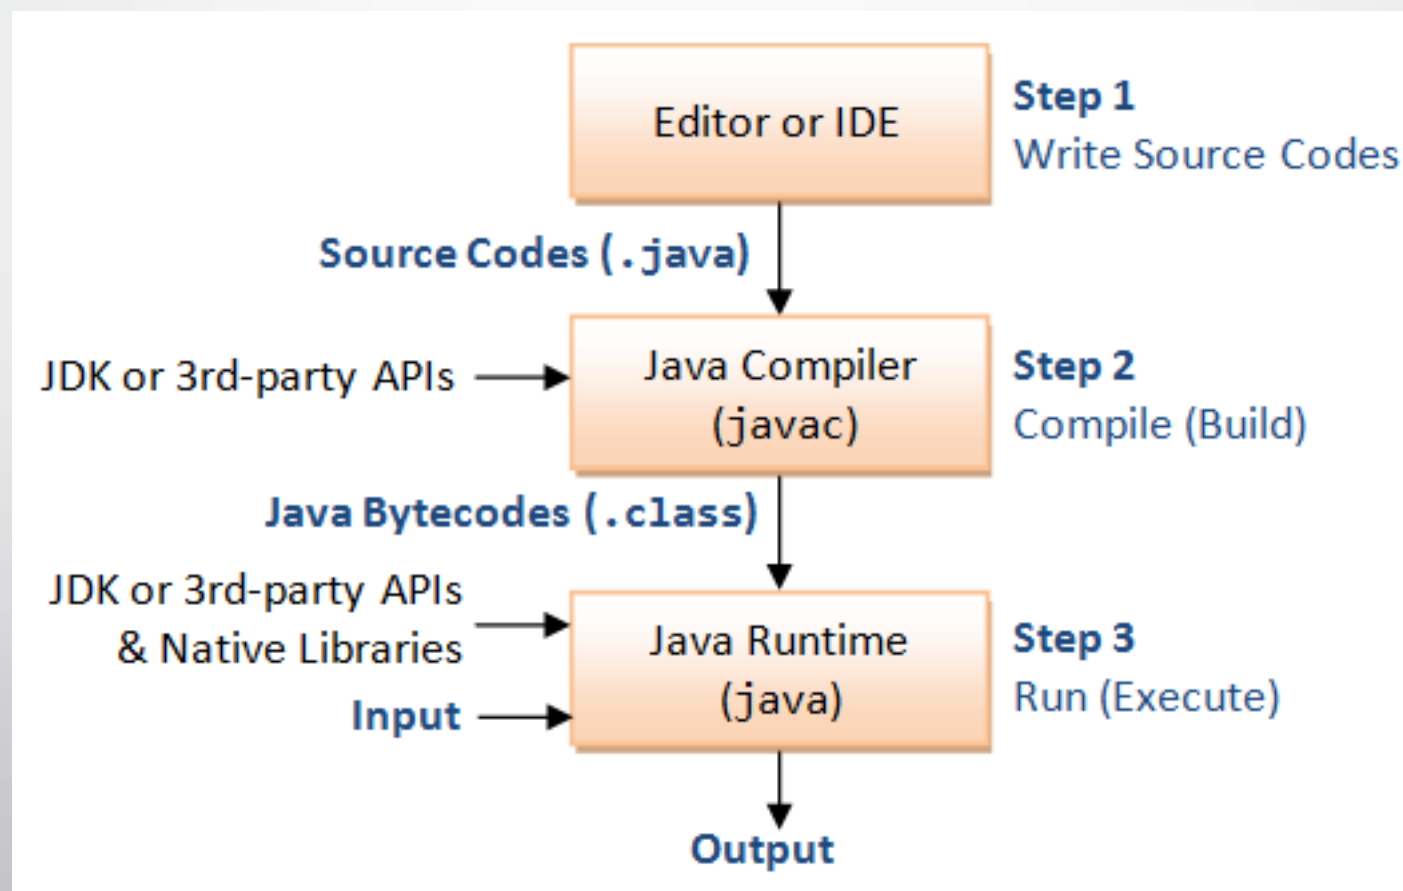 Editor or IDE
Step 1
Write Source Codes
Source Codes (.java)
JDK or 3rd-party APIs
Java Compiler
(javac)
Step 2
Compile (Build)
Java Bytecodes (.class)
JDK or 3rd-party APIs
& Native Libraries
Input
Java Runtime
(java)
Step 3
Run (Execute)
Output